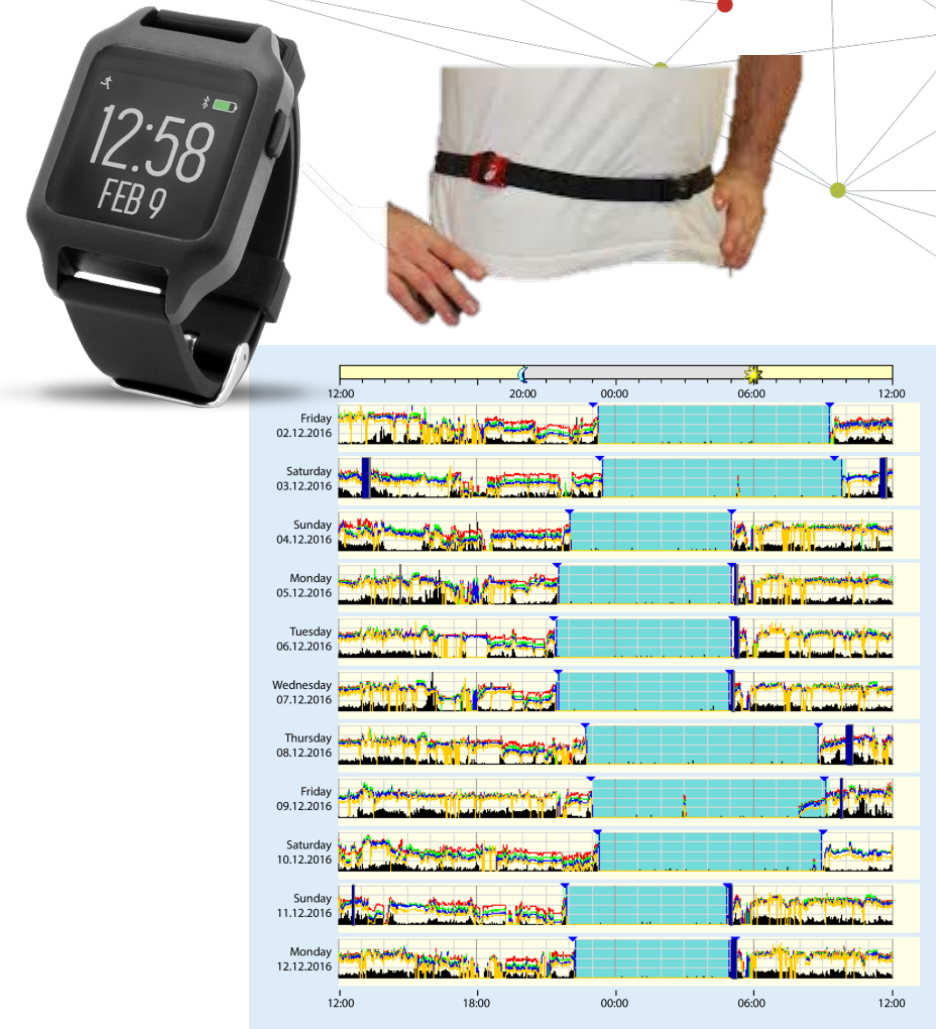 12:58
FEB 9
12:00 20:00 00:00 06:00 12:00
Friday
02.12.2016
Saturday
03.12.2016
Sunday
04.12.2016
Monday
05.12.2016
Tuesday
06.12.2016
Wednesday
07.12.2016
Thursday
08.12.2016
Friday
09.12.2016
Saturday
10.12.2016
Sunday
11.12.2016
Monday
12.12.2016
12:00 18:00 00:00 06:00 12:00